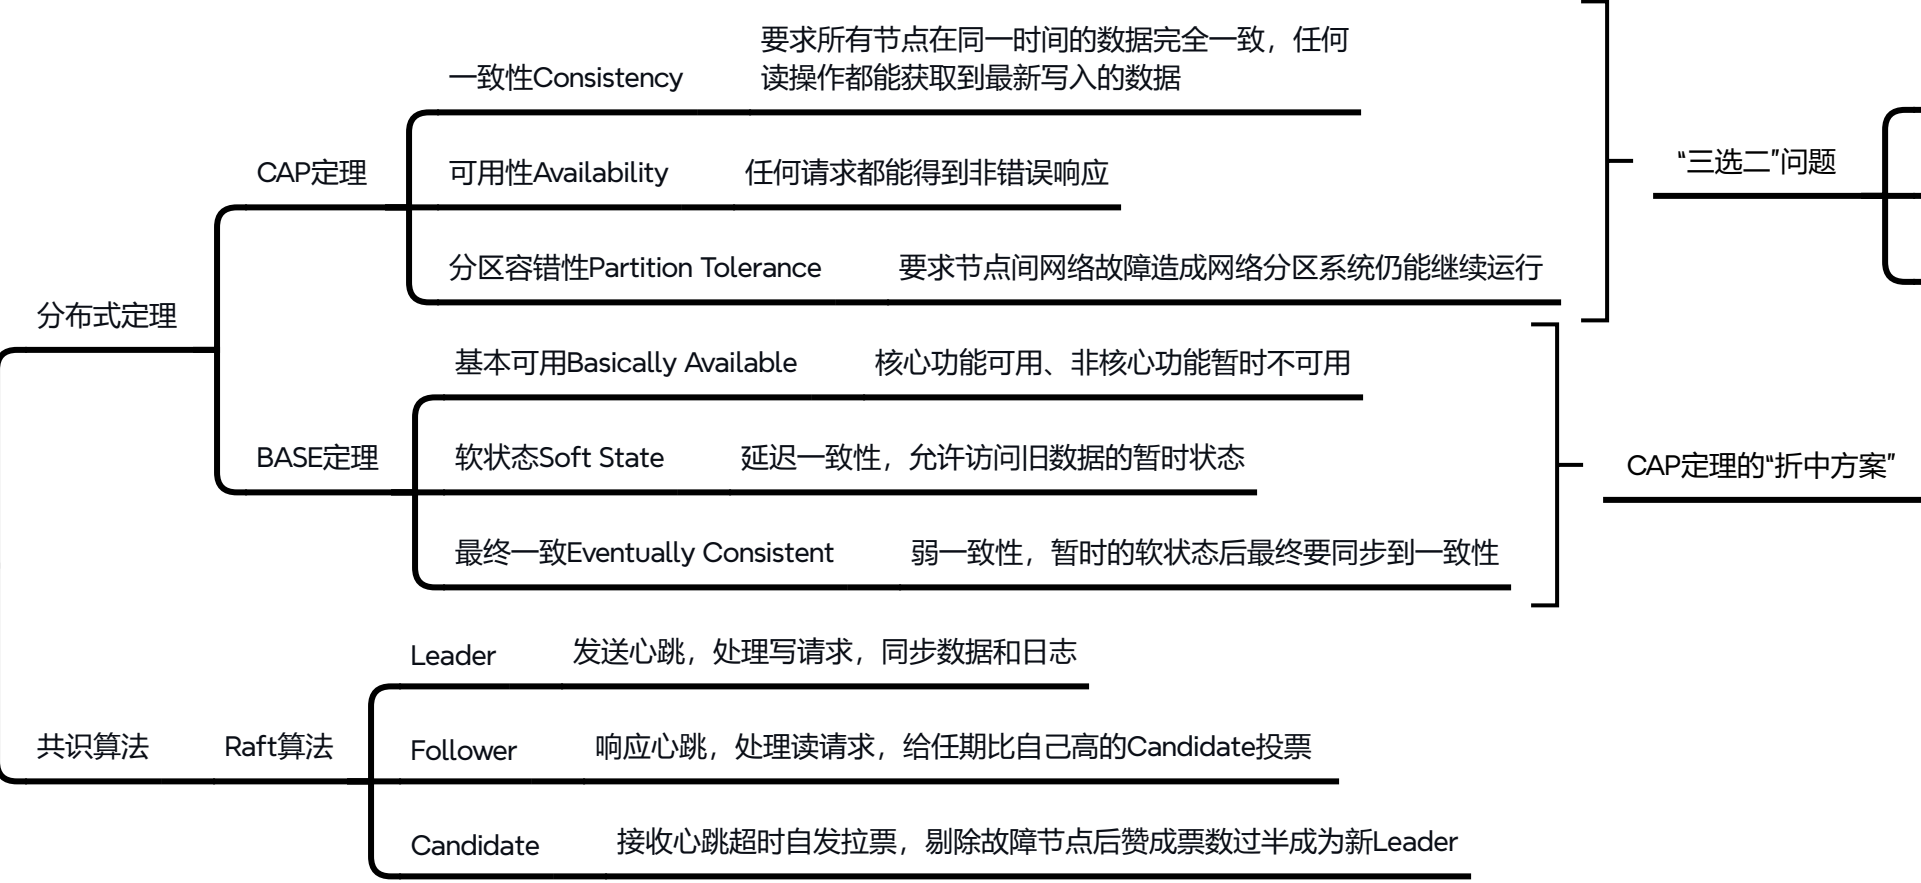 要求所有节点在同一时间的数据完全一致，任何
一致性Consistency
读操作都能获取到最新写入的数据
CAP定理
可用性Availability
任何请求都能得到非错误响应
“三选二”问题
分区容错性Partition Tolerance
要求节点间网络故障造成网络分区系统仍能继续运行
分布式定理
基本可用Basically Available
核心功能可用、非核心功能暂时不可用
BASE定理
软状态Soft State
延迟一致性，允许访问旧数据的暂时状态
CAP定理的“折中方案”
最终一致Eventually Consistent
弱一致性，暂时的软状态后最终要同步到一致性
Leader
发送心跳，处理写请求，同步数据和日志
共识算法
Raft算法
Follower
响应心跳，处理读请求，给任期比自己高的Candidate投票
Candidate
接收心跳超时自发拉票，剔除故障节点后赞成票数过半成为新Leader